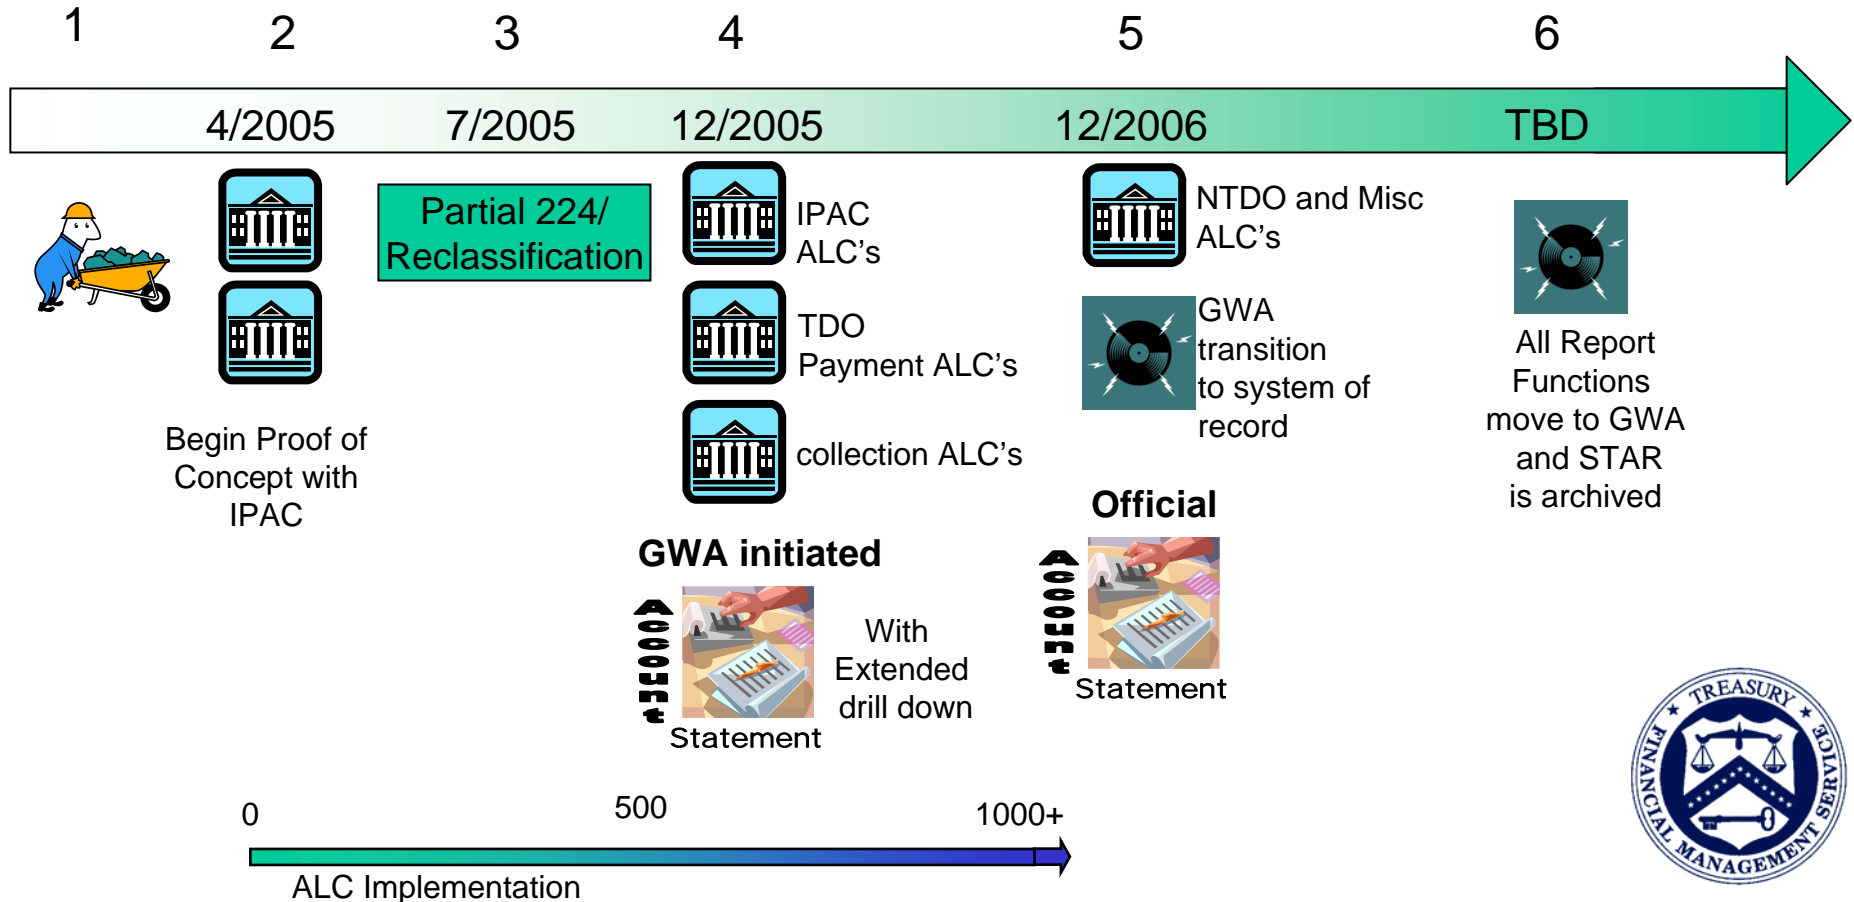 1
2
3
4
5
6
4/2005
7/2005
12/2005
12/2006
TBD
Begin Proof of
Concept with
IPAC
Partial 224/
Reclassification
IPAC
ALC's
TDO
Payment ALC's
collection ALC's
GWA initiated
Account
Statement
With
Extended
drill down
NTDO and Misc
ALC's
GWA
transition
to system of
record
Official
Account
Statement
All Report
Functions
move to GWA
and STAR
is archived
0
500
1000+
ALC Implementation
TREASURY
FINANCIAL MANAGEMENT SERVICE